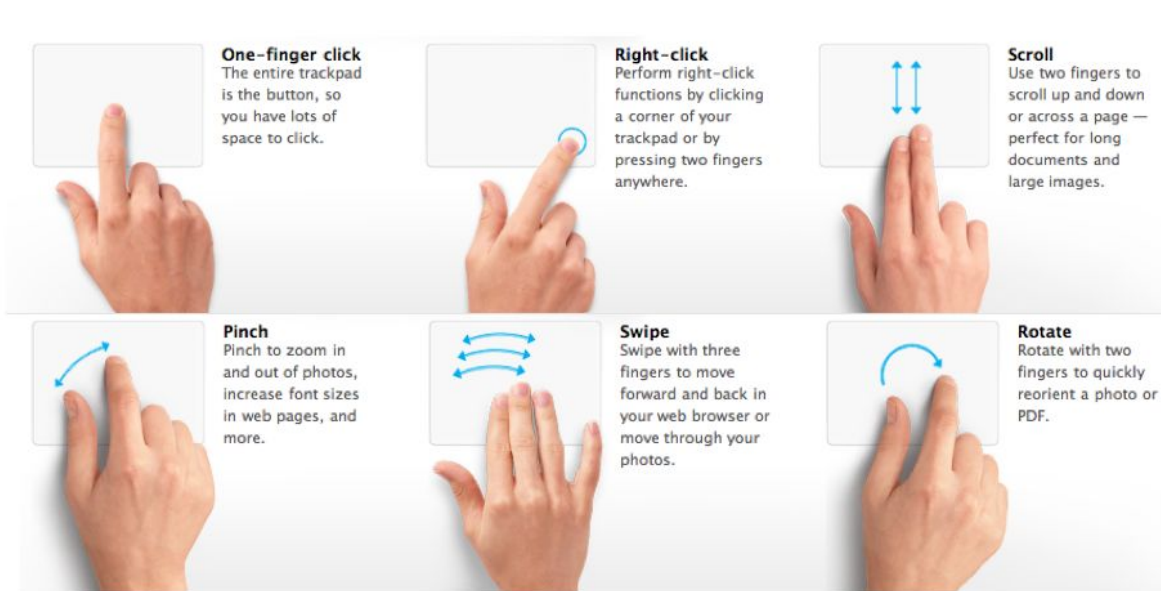 One-finger click
The entire trackpad
is the button, so
you have lots of
space to click.
Right-click
Perform right-click
functions by clicking
a corner of your
trackpad or by
pressing two fingers
anywhere.
Scroll
Use two fingers to
scroll up and down
or across a page —
perfect for long
documents and
large images.
Pinch
Pinch to zoom in
and out of photos,
increase font sizes
in web pages, and
more.
Swipe
Swipe with three
fingers to move
forward and back in
your web browser or
move through your
photos.
Rotate
Rotate with two
fingers to quickly
reorient a photo or
PDF.